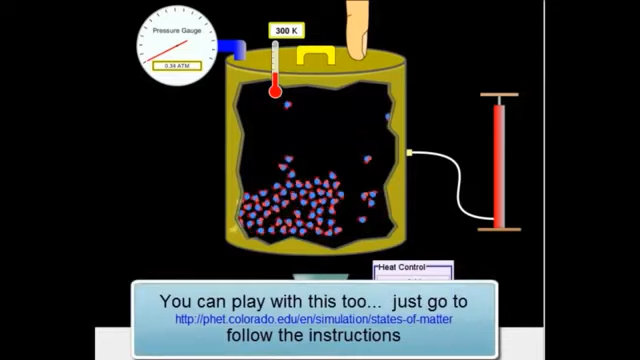 300 K
Pressure Gauge
0.34 ATM
Heat Control
You can play with this too... just go to
http://phet.colorado.edu/en/simulation/states-of-matter
follow the instructions